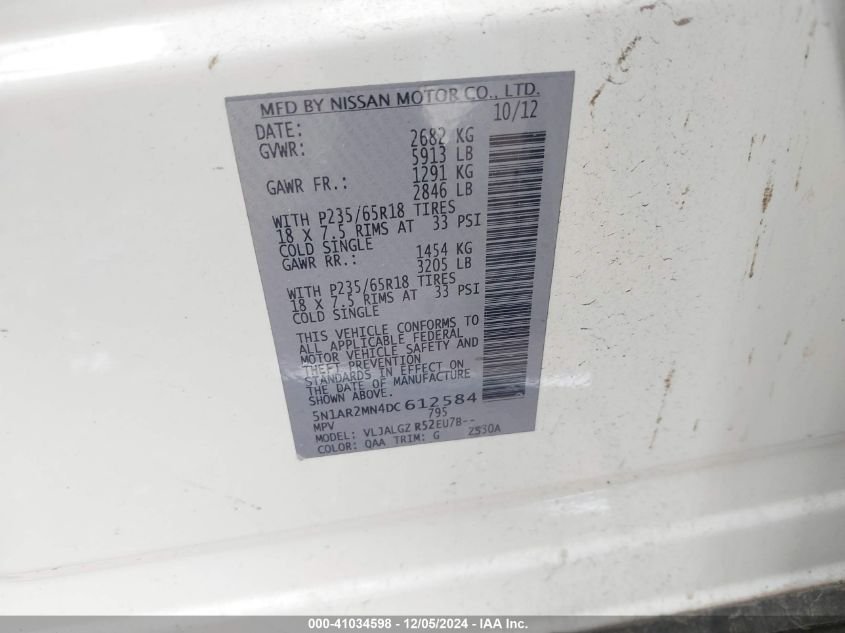 MFD BY NISSAN MOTOR CO., LTD.
DATE: 10/12
GVWR: 2682 KG
5913 LB
GAWR FR.: 1291 KG
2846 LB
WITH P235/65R18 TIRES
18 X 7.5 RIMS AT 33 PSI
COLD SINGLE
GAWR RR.: 1454 KG
3205 LB
WITH P235/65R18 TIRES
18 X 7.5 RIMS AT 33 PSI
COLD SINGLE
THIS VEHICLE CONFORMS TO
ALL APPLICABLE FEDERAL
MOTOR VEHICLE SAFETY AND
THEFT PREVENTION
STANDARDS IN EFFECT ON
THE DATE OF MANUFACTURE
SHOWN ABOVE.
5N1AR2MN4DC612584
MPV 795
MODEL: VLJALGZ R52EU7B--
COLOR: QAA TRIM: G 2S30A
000-41034598 - 12/05/2024 - IAA Inc.